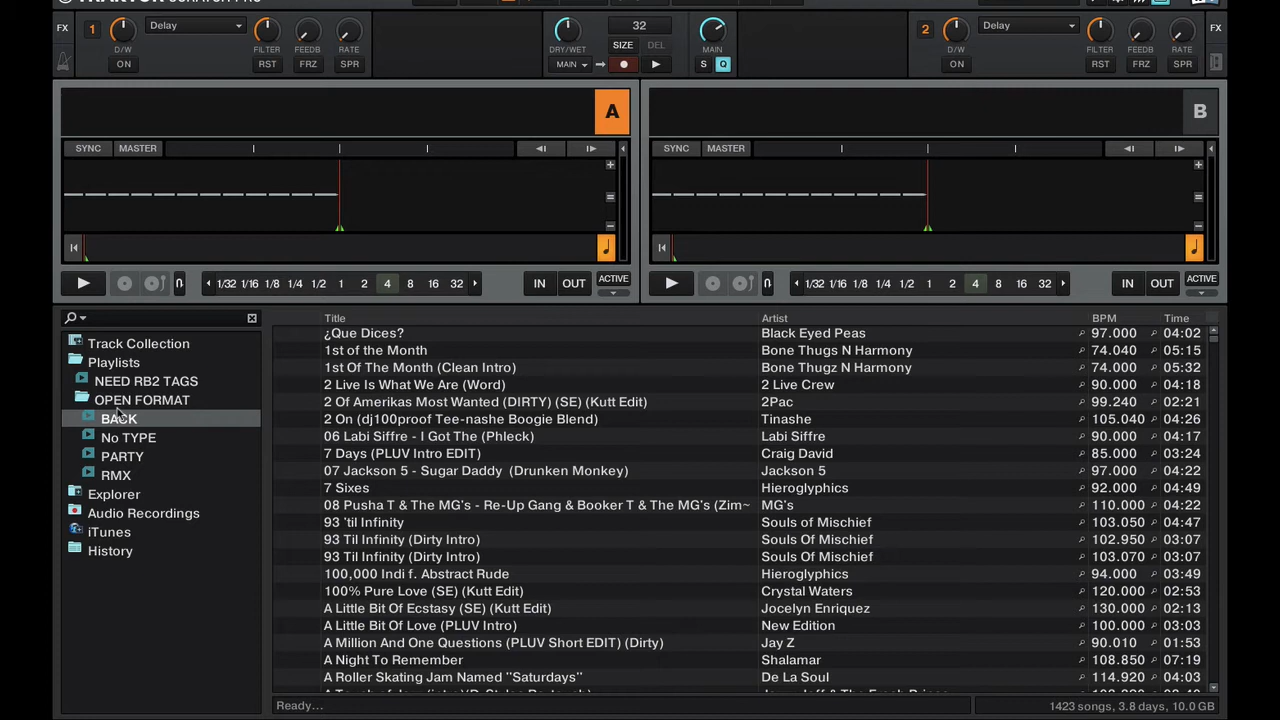 FX 1 Delay 32 2 Delay FX
D/W FILTER FEEDB RATE DRY/WET SIZE DEL MAIN D/W FILTER FEEDB RATE
ON RST FRZ SPR MAIN S Q ON RST FRZ SPR
A B
SYNC MASTER SYNC MASTER
1/32 1/16 1/8 1/4 1/2 1 2 4 8 16 32 IN OUT ACTIVE 1/32 1/16 1/8 1/4 1/2 1 2 4 8 16 32 IN OUT ACTIVE
Track Collection
Playlists
NEED RB2 TAGS
OPEN FORMAT
BACK
No TYPE
PARTY
RMX
Explorer
Audio Recordings
iTunes
History
Title Artist BPM Time
¿Que Dices? Black Eyed Peas 97.000 04:02
1st of the Month Bone Thugs N Harmony 74.040 05:15
1st Of The Month (Clean Intro) Bone Thugz N Harmony 74.000 05:32
2 Live Is What We Are (Word) 2 Live Crew 90.000 04:18
2 Of Amerikas Most Wanted (DIRTY) (SE) (Kutt Edit) 2Pac 99.240 02:21
2 On (dj100proof Tee-nashe Boogie Blend) Tinashe 105.040 04:26
06 Labi Siffre - I Got The (Phleck) Labi Siffre 90.000 04:17
7 Days (PLUV Intro EDIT) Craig David 85.000 03:24
07 Jackson 5 - Sugar Daddy (Drunken Monkey) Jackson 5 97.000 04:22
7 Sixes Hieroglyphics 92.000 04:49
08 Pusha T & The MG's - Re-Up Gang & Booker T & The MG's (Zim~ MG's 110.000 04:22
93 'til Infinity Souls of Mischief 103.050 04:47
93 Til Infinity (Dirty Intro) Souls Of Mischief 102.950 03:07
93 Til Infinity (Dirty Intro) Souls Of Mischief 103.070 03:07
100,000 Indi f. Abstract Rude Hieroglyphics 94.000 03:49
100% Pure Love (SE) (Kutt Edit) Crystal Waters 120.000 02:53
A Little Bit Of Ecstasy (SE) (Kutt Edit) Jocelyn Enriquez 130.000 02:13
A Little Bit Of Love (PLUV Intro) New Edition 100.000 03:03
A Million And One Questions (PLUV Short EDIT) (Dirty) Jay Z 90.010 01:53
A Night To Remember Shalamar 108.850 07:19
A Roller Skating Jam Named "Saturdays" De La Soul 114.920 04:03
Ready... 1423 songs, 3.8 days, 10.0 GB